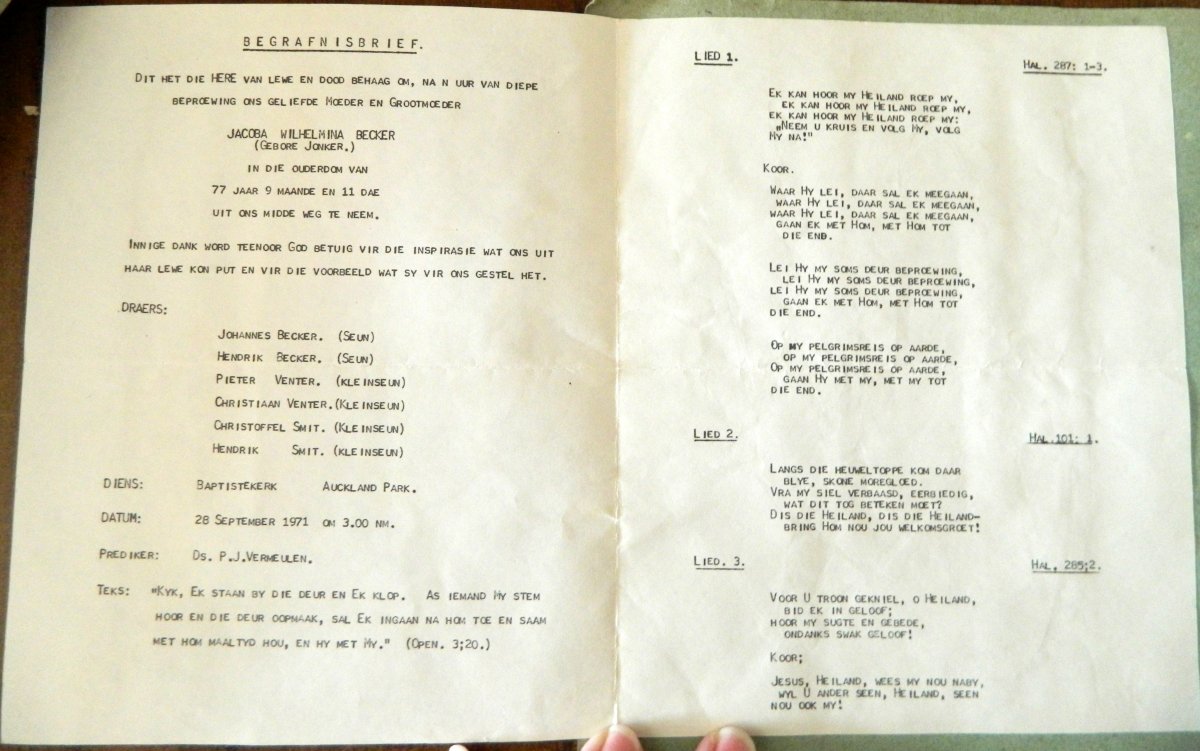 BEGRAFNISBRIEF.
DIT HET DIE HERE VAN LEWE EN DOOD BEHAAG OM, NA N UUR VAN DIEPE
BEPROEWING ONS GELIEFDE MOEDER EN GROOTMOEDER
JACOBA WILHELMINA BECKER
(GEBORE JONKER.)
IN DIE OUDERDOM VAN
77 JAAR 9 MAANDE EN 11 DAE
UIT ONS MIDDE WEG TE NEEM.
INNIGE DANK WORD TEENOOR GOD BETUIG VIR DIE INSPIRASIE WAT ONS UIT
HAAR LEWE KON PUT EN VIR DIE VOORBEELD WAT SY VIR ONS GESTEL HET.
DRAERS:
JOHANNES BECKER. (SEUN)
HENDRIK BECKER. (SEUN)
PIETER VENTER. (KLEINSEUN)
CHRISTIAAN VENTER.(KLEINSEUN)
CHRISTOFFEL SMIT. (KLEINSEUN)
HENDRIK SMIT. (KLEINSEUN)
DIENS: BAPTISTEKERK AUCKLAND PARK.
DATUM: 28 SEPTEMBER 1971 OM 3.00 NM.
PREDIKER: DS. P.J.VERMEULEN.
TEKS: "KYK, EK STAAN BY DIE DEUR EN EK KLOP. AS IEMAND MY STEM
HOOR EN DIE DEUR OOPMAAK, SAL EK INGAAN NA HOM TOE EN SAAM
MET HOM MAALTYD HOU, EN HY MET MY." (OPEN. 3;20.)
LIED 1. HAL. 287: 1-3.
EK KAN HOOR MY HEILAND ROEP MY,
EK KAN HOOR MY HEILAND ROEP MY,
EK KAN HOOR MY HEILAND ROEP MY:
"NEEM U KRUIS EN VOLG MY, VOLG
MY NA!"
KOOR.
WAAR HY LEI, DAAR SAL EK MEEGAAN,
WAAR HY LEI, DAAR SAL EK MEEGAAN,
WAAR HY LEI, DAAR SAL EK MEEGAAN,
GAAN EK MET HOM, MET HOM TOT
DIE END.
LEI HY MY SOMS DEUR BEPROEWING,
LEI HY MY SOMS DEUR BEPROEWING,
LEI HY MY SOMS DEUR BEPROEWING,
GAAN EK MET HOM, MET HOM TOT
DIE END.
OP MY PELGRIMSREIS OP AARDE,
OP MY PELGRIMSREIS OP AARDE,
OP MY PELGRIMSREIS OP AARDE,
GAAN HY MET MY, MET MY TOT
DIE END.
LIED 2. HAL.101: 1.
LANGS DIE HEUWELTOPPE KOM DAAR
BLYE, SKONE MOREGLOED.
VRA MY SIEL VERBAASD, EERBIEDIG,
WAT DIT TOG BETEKEN MOET?
DIS DIE HEILAND, DIS DIE HEILAND-
BRING HOM NOU JOU WELKOMSGROET!
LIED. 3. HAL, 285;2.
VOOR U TROON GEKNIEL, O HEILAND,
BID EK IN GELOOF;
HOOR MY SUGTE EN GEBEDE,
ONDANKS SWAK GELOOF!
KOOR;
JESUS, HEILAND, WEES MY NOU NABY,
WYL U ANDER SEEN, HEILAND, SEEN
NOU OOK MY!